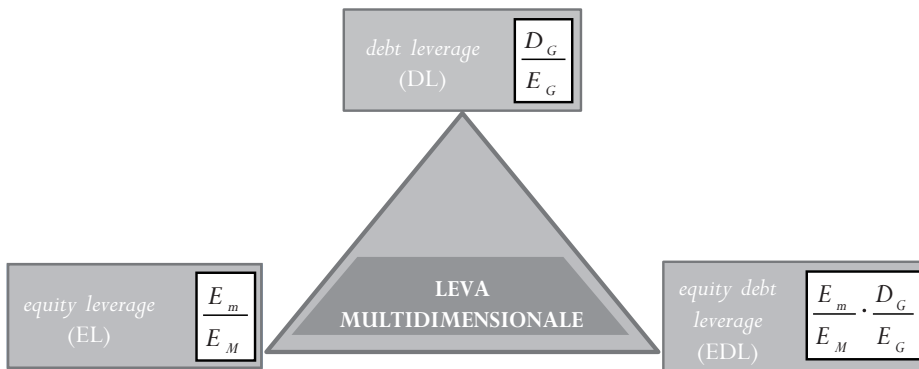 debt leverage
(DL)
D_G
E_G
equity leverage
(EL)
E_m
E_M
LEVA
MULTIDIMENSIONALE
equity debt
leverage
(EDL)
E_m · D_G
E_M E_G